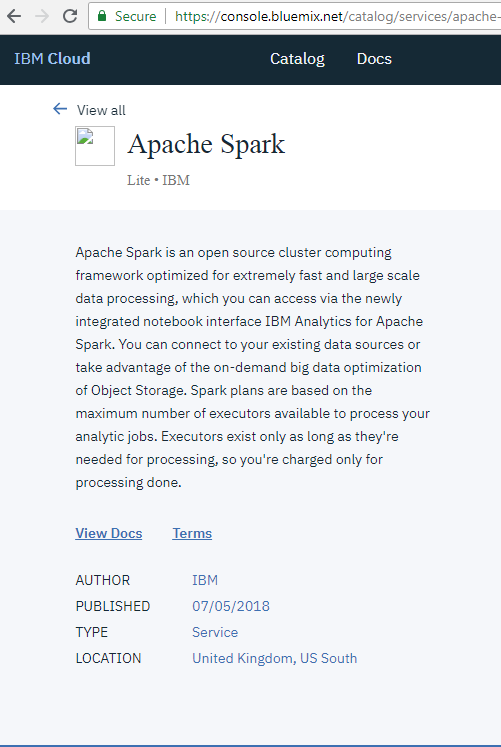 Secure | https://console.bluemix.net/catalog/services/apache-
IBM Cloud Catalog Docs
← View all
Apache Spark
Lite • IBM
Apache Spark is an open source cluster computing
framework optimized for extremely fast and large scale
data processing, which you can access via the newly
integrated notebook interface IBM Analytics for Apache
Spark. You can connect to your existing data sources or
take advantage of the on-demand big data optimization
of Object Storage. Spark plans are based on the
maximum number of executors available to process your
analytic jobs. Executors exist only as long as they're
needed for processing, so you're charged only for
processing done.
View Docs Terms
AUTHOR IBM
PUBLISHED 07/05/2018
TYPE Service
LOCATION United Kingdom, US South